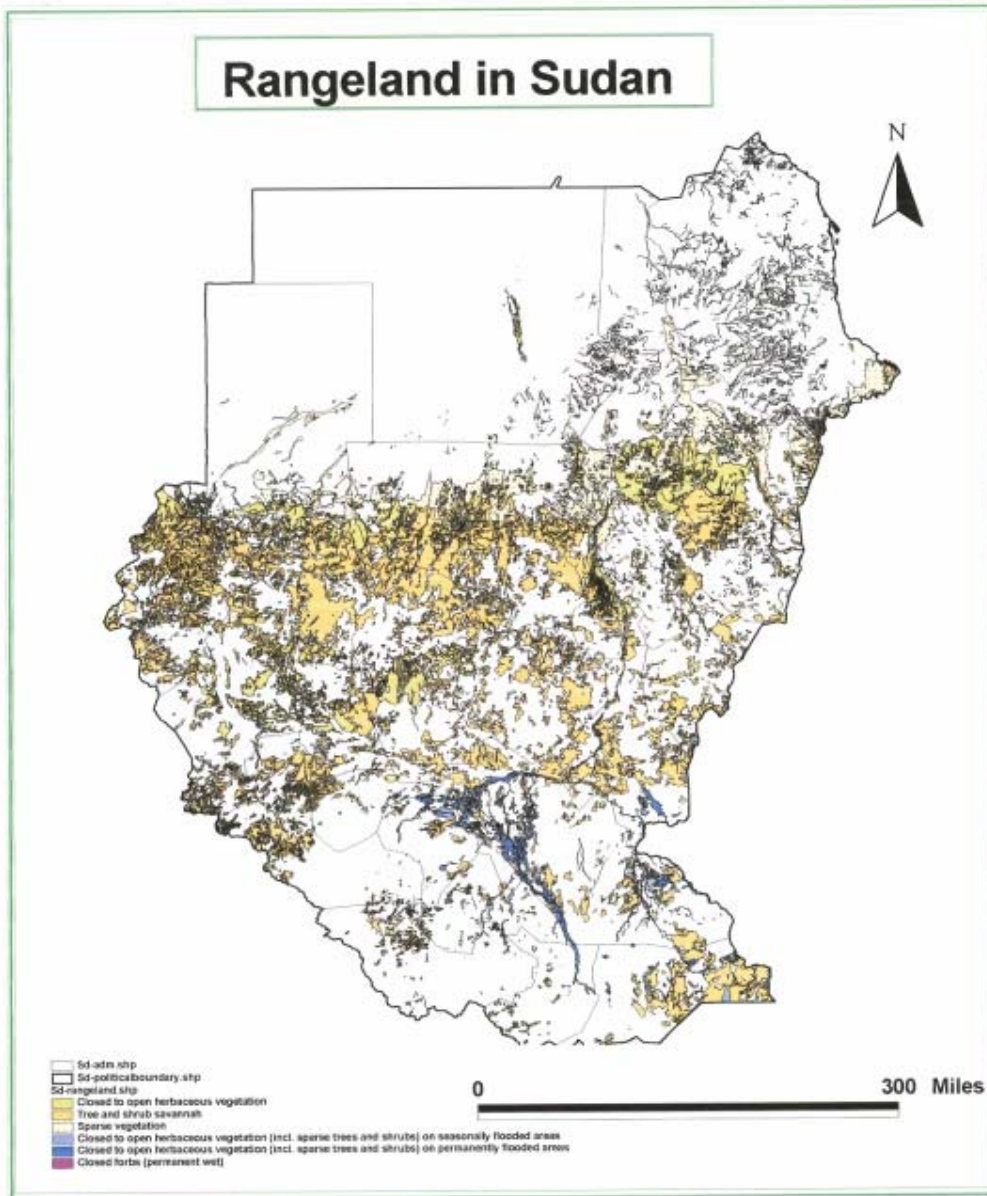 Rangeland in Sudan
N
Sd-adm.shp
Sd-politicalboundary.shp
Sd-rangeland.shp
Closed to open herbaceous vegetation
Tree and shrub savannah
Sparse vegetation
Closed to open herbaceous vegetation (incl. sparse trees and shrubs) on seasonally flooded areas
Closed to open herbaceous vegetation (incl. sparse trees and shrubs) on permanently flooded areas
Closed forbs (permanent wet)
0 300 Miles